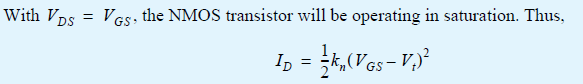 With V_DS = V_GS, the NMOS transistor will be operating in saturation. Thus,
I_D = \frac{1}{2} k_n (V_GS - V_t)^2